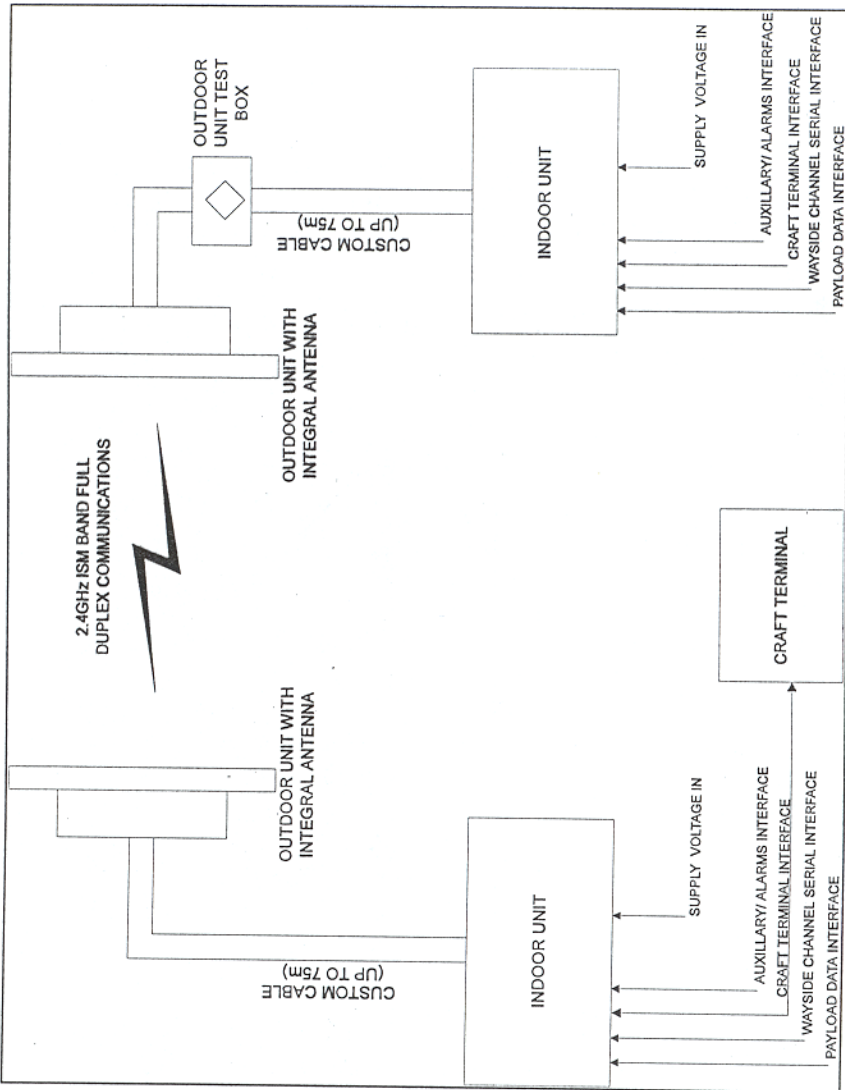 2.4GHz ISM BAND FULL
DUPLEX COMMUNICATIONS
OUTDOOR UNIT WITH
INTEGRAL ANTENNA
OUTDOOR UNIT WITH
INTEGRAL ANTENNA
OUTDOOR
UNIT TEST
BOX
CUSTOM CABLE
(UP TO 75m)
CUSTOM CABLE
(UP TO 75m)
INDOOR UNIT
INDOOR UNIT
SUPPLY VOLTAGE IN
AUXILLARY/ ALARMS INTERFACE
CRAFT TERMINAL INTERFACE
WAYSIDE CHANNEL SERIAL INTERFACE
PAYLOAD DATA INTERFACE
CRAFT TERMINAL
SUPPLY VOLTAGE IN
AUXILLARY/ ALARMS INTERFACE
CRAFT TERMINAL INTERFACE
WAYSIDE CHANNEL SERIAL INTERFACE
PAYLOAD DATA INTERFACE